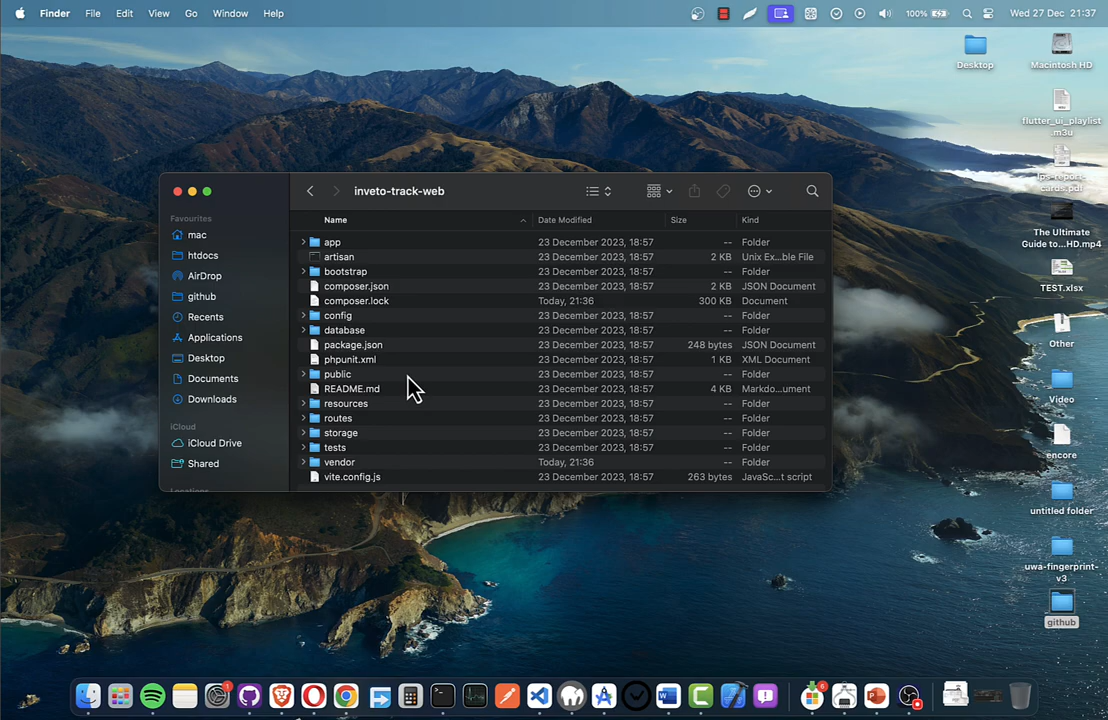 Finder File Edit View Go Window Help
100% Wed 27 Dec 21:37
Desktop
Macintosh HD
flutter_ui_playlist
.m3u
The Ultimate
Guide to...HD.mp4
TEST.xlsx
Other
Video
encore
untitled folder
uwa-fingerprint-
v3
github
inveto-track-web
Favourites
mac
htdocs
AirDrop
github
Recents
Applications
Desktop
Documents
Downloads
iCloud
iCloud Drive
Shared
Name Date Modified Size Kind
app 23 December 2023, 18:57 -- Folder
artisan 23 December 2023, 18:57 2 KB Unix Ex...ble File
bootstrap 23 December 2023, 18:57 -- Folder
composer.json 23 December 2023, 18:57 2 KB JSON Document
composer.lock Today, 21:36 300 KB Document
config 23 December 2023, 18:57 -- Folder
database 23 December 2023, 18:57 -- Folder
package.json 23 December 2023, 18:57 248 bytes JSON Document
phpunit.xml 23 December 2023, 18:57 1 KB XML Document
public 23 December 2023, 18:57 -- Folder
README.md 23 December 2023, 18:57 4 KB Markdo...ument
resources 23 December 2023, 18:57 -- Folder
routes 23 December 2023, 18:57 -- Folder
storage 23 December 2023, 18:57 -- Folder
tests 23 December 2023, 18:57 -- Folder
vendor Today, 21:36 -- Folder
vite.config.js 23 December 2023, 18:57 263 bytes JavaSc...t script